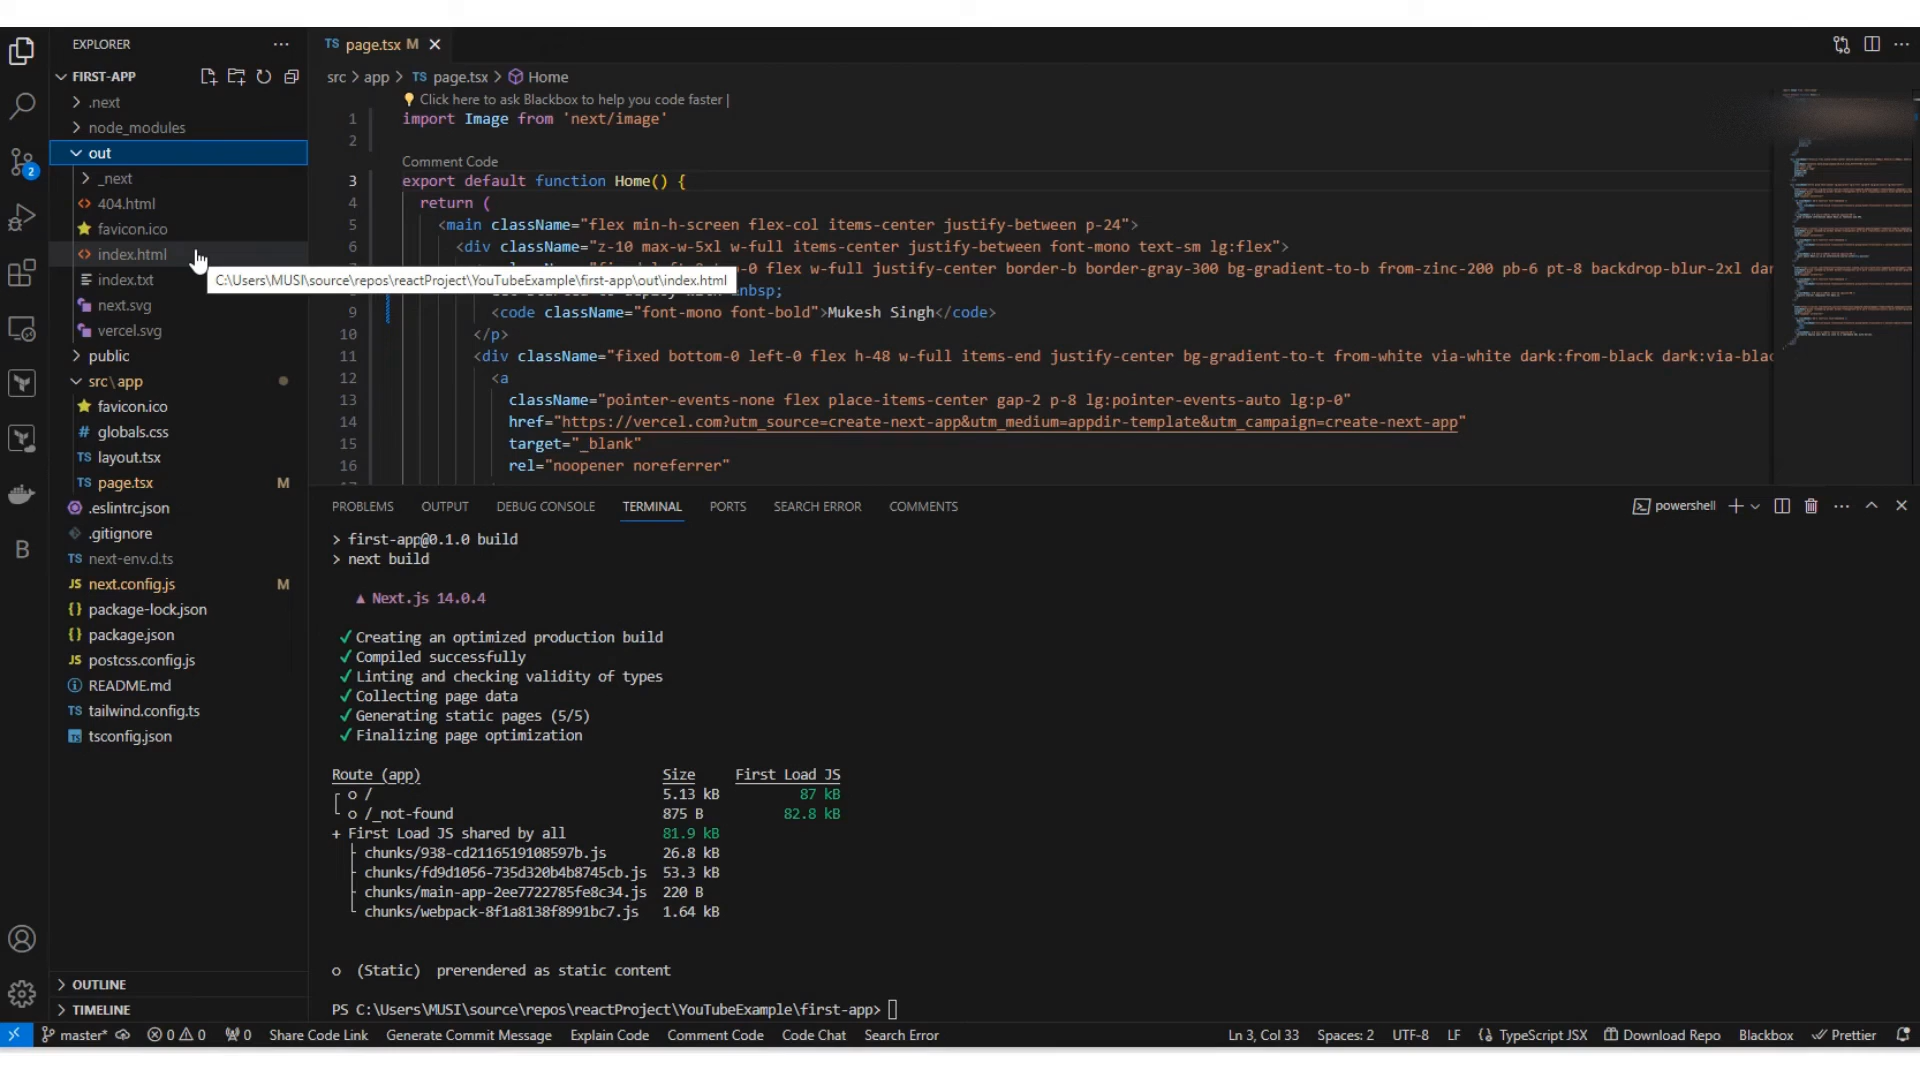 EXPLORER
FIRST-APP
.next
node_modules
out
_next
404.html
favicon.ico
index.html
index.txt
next.svg
vercel.svg
public
src\app
favicon.ico
globals.css
layout.tsx
TS page.tsx M
.eslintrc.json
.gitignore
TS next-env.d.ts
JS next.config.js M
{} package-lock.json
{} package.json
JS postcss.config.js
README.md
TS tailwind.config.ts
TS tsconfig.json
OUTLINE
TIMELINE
2
B
TS page.tsx M
src > app > TS page.tsx > Home
Click here to ask Blackbox to help you code faster |
1 import Image from 'next/image'
2
Comment Code
3 export default function Home() {
4 return (
5 <main className="flex min-h-screen flex-col items-center justify-between p-24">
6 <div className="z-10 max-w-5xl w-full items-center justify-between font-mono text-sm lg:flex">
flex w-full justify-center border-b border-gray-300 bg-gradient-to-b from-zinc-200 pb-6 pt-8 backdrop-blur-2xl dar
C:\Users\MUSI\source\repos\reactProject\YouTubeExample\first-app\out\index.html
nbsp;
9 <code className="font-mono font-bold">Mukesh Singh</code>
10 </p>
11 <div className="fixed bottom-0 left-0 flex h-48 w-full items-end justify-center bg-gradient-to-t from-white via-white dark:from-black dark:via-blac
12 <a
13 className="pointer-events-none flex place-items-center gap-2 p-8 lg:pointer-events-auto lg:p-0"
14 href="https://vercel.com?utm_source=create-next-app&utm_medium=appdir-template&utm_campaign=create-next-app"
15 target="_blank"
16 rel="noopener noreferrer"
PROBLEMS OUTPUT DEBUG CONSOLE TERMINAL PORTS SEARCH ERROR COMMENTS
powershell
> first-app@0.1.0 build
> next build
▲ Next.js 14.0.4
✓ Creating an optimized production build
✓ Compiled successfully
✓ Linting and checking validity of types
✓ Collecting page data
✓ Generating static pages (5/5)
✓ Finalizing page optimization
Route (app) Size First Load JS
┌ o / 5.13 kB 87 kB
└ o /_not-found 875 B 82.8 kB
+ First Load JS shared by all 81.9 kB
├ chunks/938-cd2116519108597b.js 26.8 kB
├ chunks/fd9d1056-735d320b4b8745cb.js 53.3 kB
├ chunks/main-app-2ee7722785fe8c34.js 220 B
└ chunks/webpack-8f1a8138f8991bc7.js 1.64 kB
o (Static) prerendered as static content
PS C:\Users\MUSI\source\repos\reactProject\YouTubeExample\first-app>
master* 0 0 0 Share Code Link Generate Commit Message Explain Code Comment Code Code Chat Search Error Ln 3, Col 33 Spaces: 2 UTF-8 LF {} TypeScript JSX Download Repo Blackbox Prettier